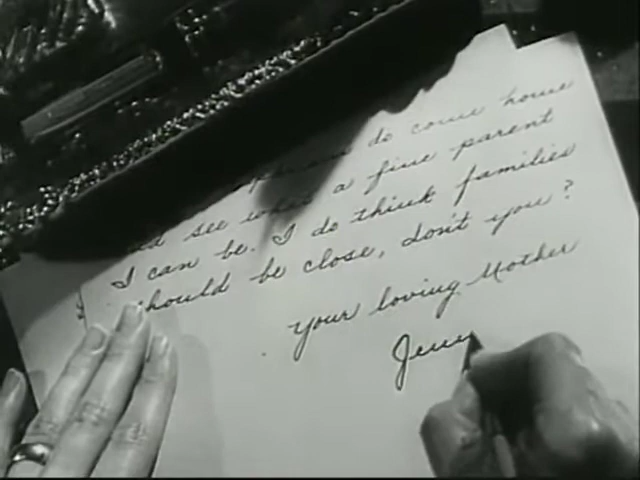 do come home
see what a fine parent
I can be. I do think families
should be close, don't you?
Your loving Mother